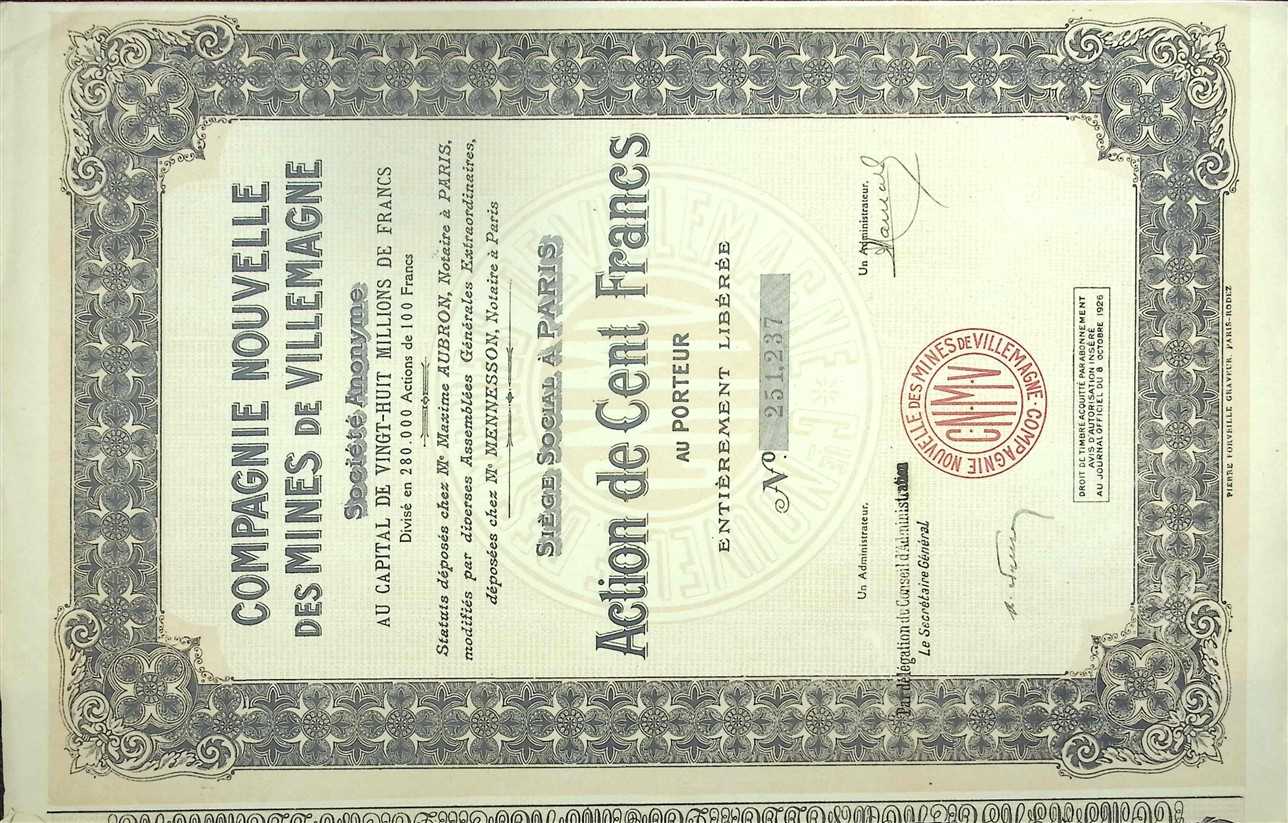 COMPAGNIE NOUVELLE
DES MINES DE VILLEMAGNE
Société Anonyme
AU CAPITAL DE VINGT-HUIT MILLIONS DE FRANCS
Divisé en 280.000 Actions de 100 Francs
Statuts déposés chez Me Maxime AUBRON, Notaire à PARIS,
modifiés par diverses Assemblées Générales Extraordinaires,
déposées chez Me MENNESSON, Notaire à Paris
SIÈGE SOCIAL À PARIS
Action de Cent Francs
AU PORTEUR
ENTIÈREMENT LIBÉRÉE
No. 251,237
Un Administrateur,
Un Administrateur,
Par délégation du Conseil d'Administration
Le Secrétaire Général
COMPAGNIE NOUVELLE DES MINES DE VILLEMAGNE
C·N·M·V
DROIT DE TIMBRE ACQUITTÉ PAR ABONNEMENT
AVIS D'AUTORISATION INSÉRÉ
AU JOURNAL OFFICIEL DU 8 OCTOBRE 1926
PIERRE FORVEILLE GRAVEUR, PARIS-RODEZ